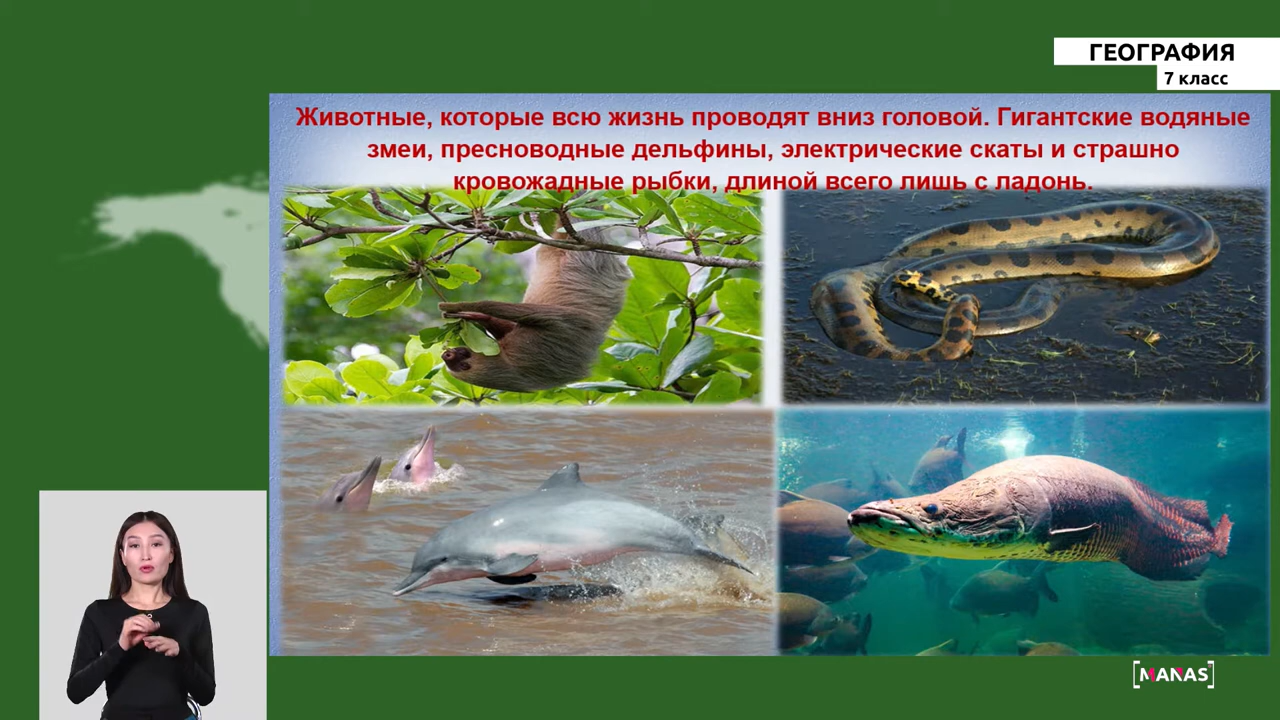 ГЕОГРАФИЯ
7 класс
Животные, которые всю жизнь проводят вниз головой. Гигантские водяные
змеи, пресноводные дельфины, электрические скаты и страшно
кровожадные рыбки, длиной всего лишь с ладонь.
[MANAS]